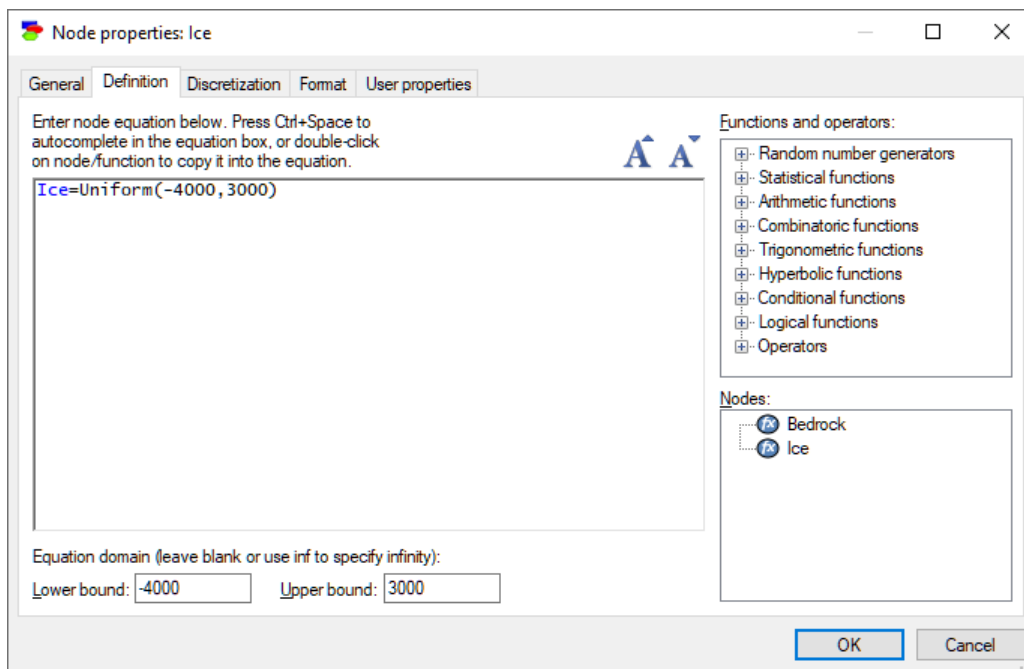 Node properties: Ice
General Definition Discretization Format User properties
Enter node equation below. Press Ctrl+Space to
autocomplete in the equation box, or double-click
on node/function to copy it into the equation.
A A
Ice=Uniform(-4000,3000)
Equation domain (leave blank or use inf to specify infinity):
Lower bound: -4000 Upper bound: 3000
Functions and operators:
Random number generators
Statistical functions
Arithmetic functions
Combinatoric functions
Trigonometric functions
Hyperbolic functions
Conditional functions
Logical functions
Operators
Nodes:
fx Bedrock
fx Ice
OK Cancel